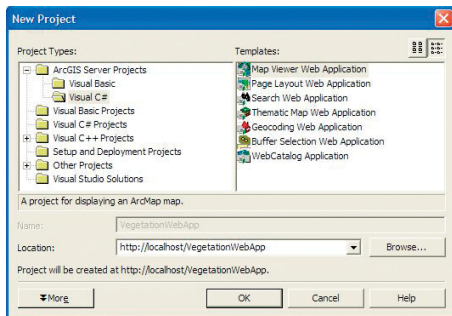 New Project
Project Types:
Templates:
ArcGIS Server Projects
Visual Basic
Visual C#
Visual Basic Projects
Visual C# Projects
Visual C++ Projects
Setup and Deployment Projects
Other Projects
Visual Studio Solutions
Map Viewer Web Application
Page Layout Web Application
Search Web Application
Thematic Map Web Application
Geocoding Web Application
Buffer Selection Web Application
WebCatalog Application
A project for displaying an ArcMap map.
Name:
VegetationWebApp
Location:
http://localhost/VegetationWebApp
Browse...
Project will be created at http://localhost/VegetationWebApp.
More
OK
Cancel
Help